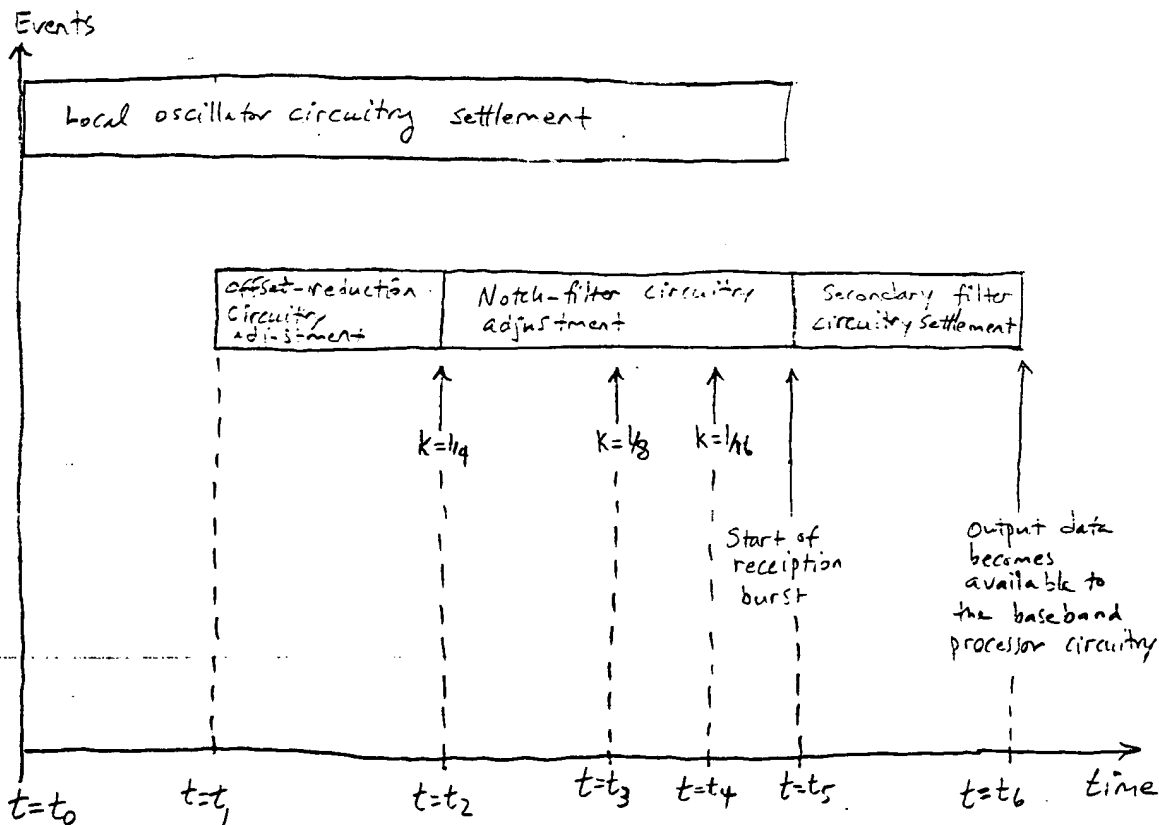 Events
Local oscillator circuitry settlement
offset-reduction
Circuitry
adjustment
Notch-filter circuitry
adjustment
Secondary filter
circuitry settlement
k=1/4
k=1/8
k=1/16
Start of
receiption
burst
Output data
becomes
available to
the baseband
processor circuitry
t=t0
t=t1
t=t2
t=t3
t=t4
t=t5
t=t6
time